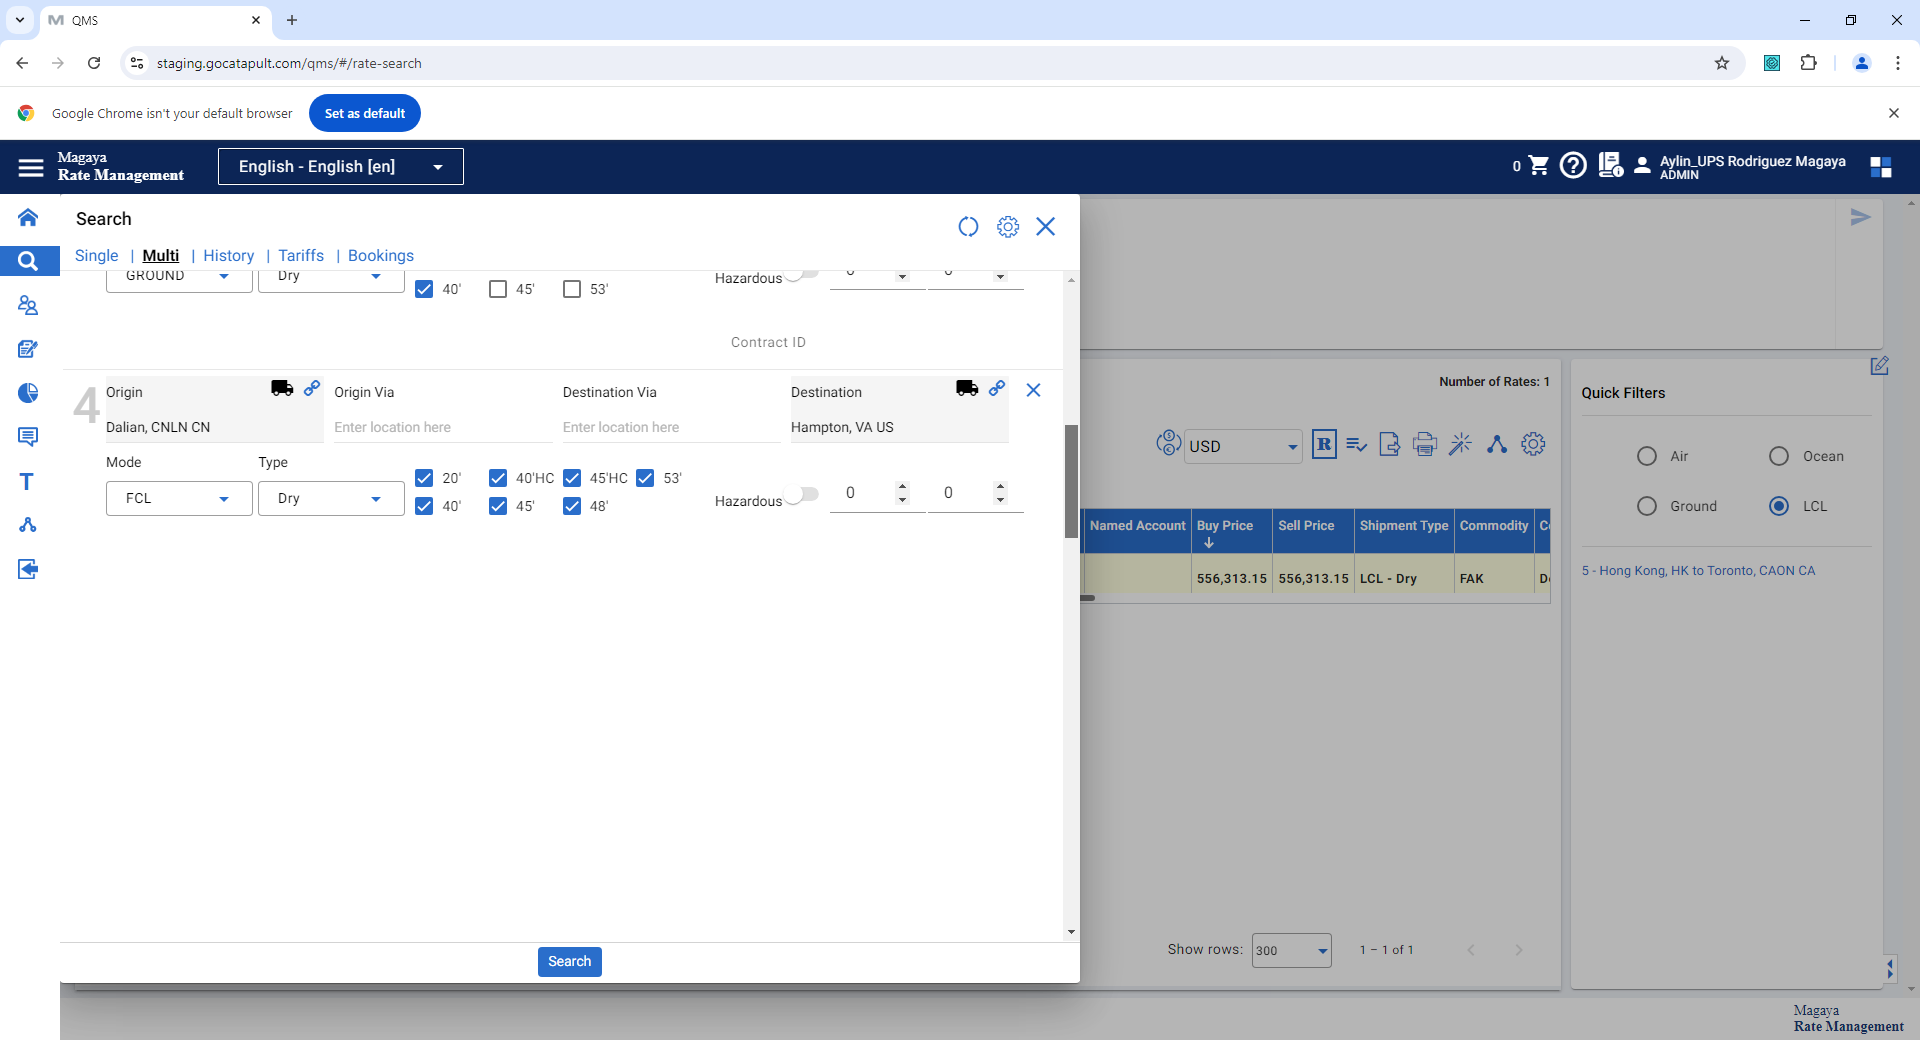 QMS
staging.gocatapult.com/qms/#/rate-search
Google Chrome isn't your default browser
Set as default
Magaya
Rate Management
English - English [en]
0
Aylin_UPS Rodriguez Magaya
ADMIN
Search
Single | Multi | History | Tariffs | Bookings
GROUND
Dry
40'
45'
53'
Hazardous
Contract ID
4
Origin
Origin Via
Destination Via
Destination
Dalian, CNLN CN
Enter location here
Enter location here
Hampton, VA US
Mode
Type
FCL
Dry
20'
40'HC
45'HC
53'
40'
45'
48'
Hazardous
0
0
Search
Number of Rates: 1
USD
R
Named Account
Buy Price
Sell Price
Shipment Type
Commodity
556,313.15
556,313.15
LCL - Dry
FAK
Show rows:
300
1 – 1 of 1
Quick Filters
Air
Ocean
Ground
LCL
5 - Hong Kong, HK to Toronto, CAON CA
Magaya
Rate Management